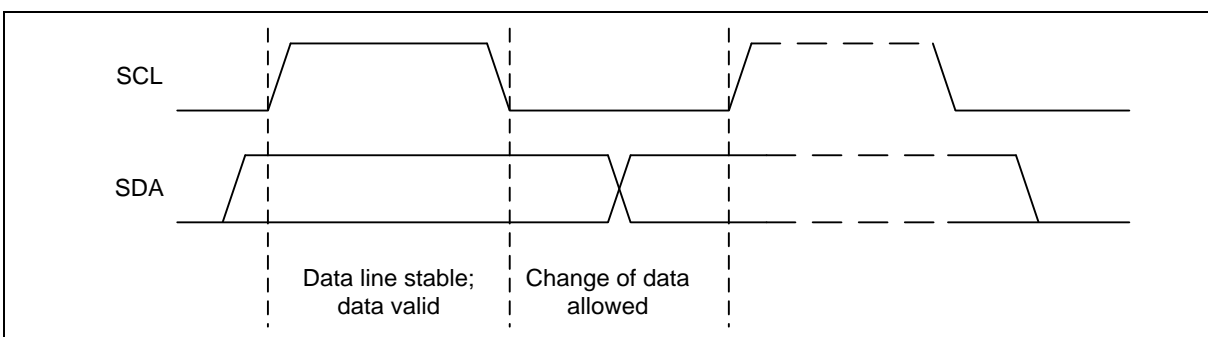 SCL
SDA
Data line stable;
data valid
Change of data
allowed